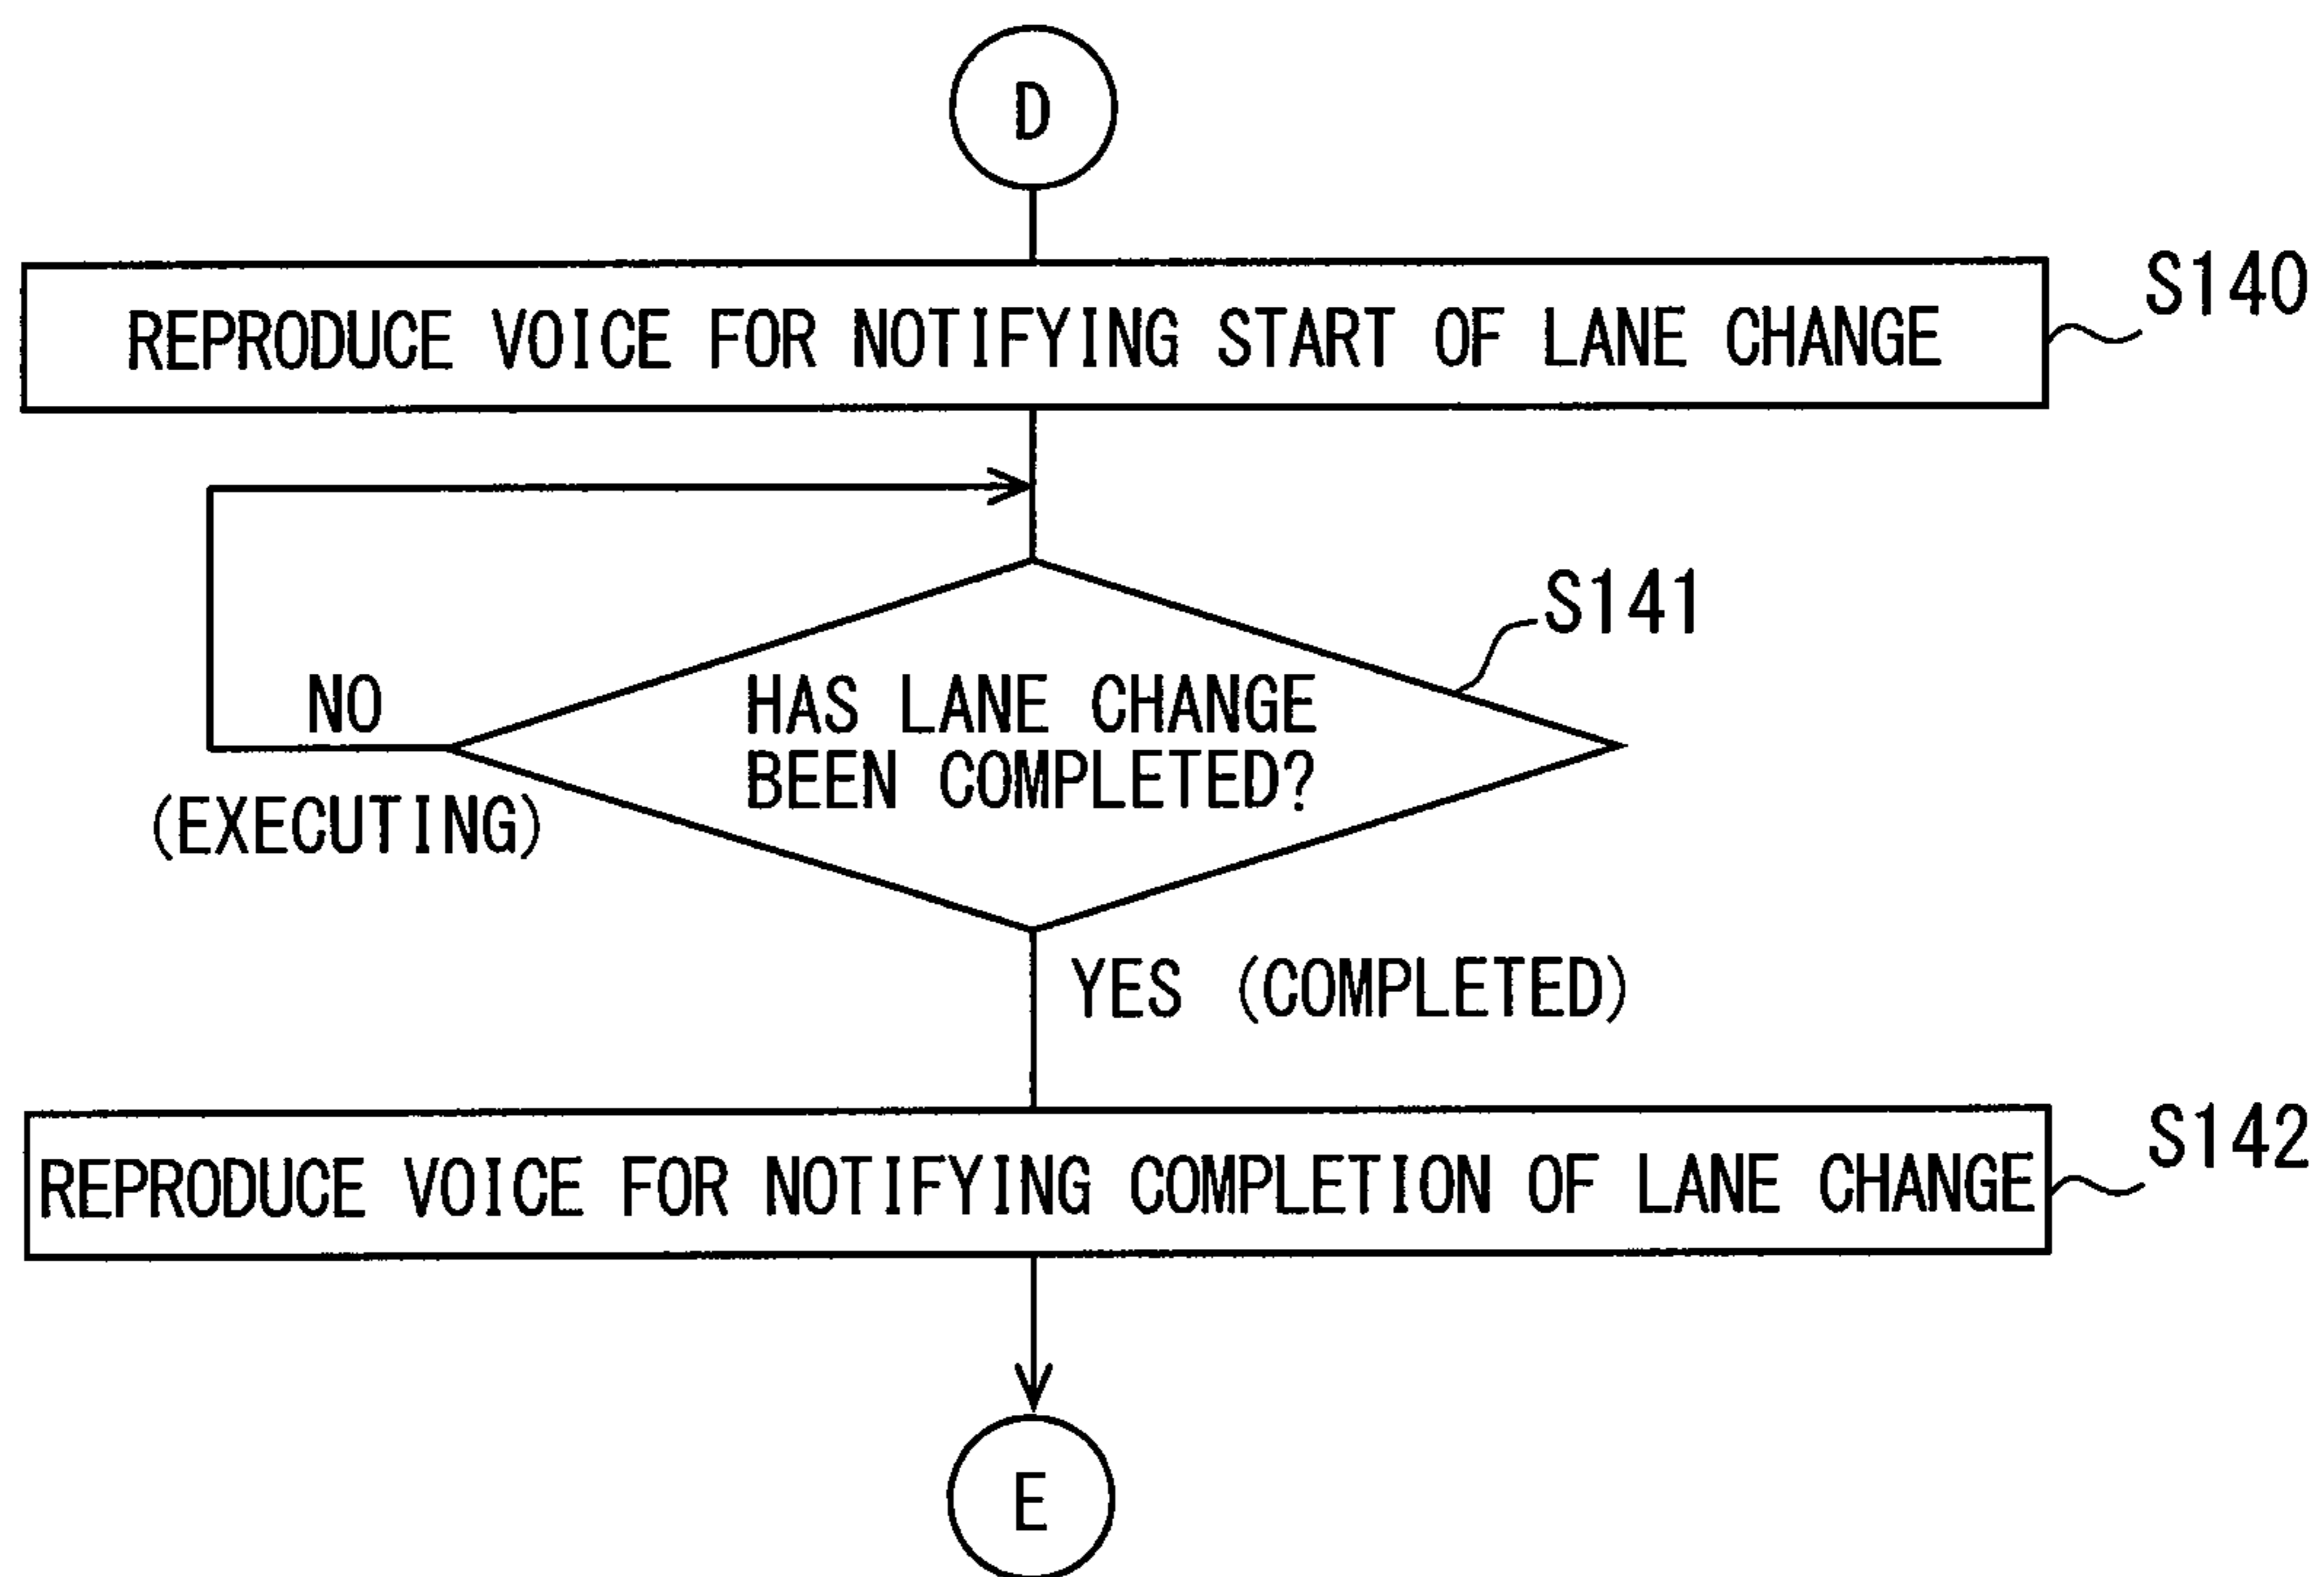 D
S140
REPRODUCE VOICE FOR NOTIFYING START OF LANE CHANGE
S141
HAS LANE CHANGE
BEEN COMPLETED?
NO
(EXECUTING)
YES (COMPLETED)
S142
REPRODUCE VOICE FOR NOTIFYING COMPLETION OF LANE CHANGE
E